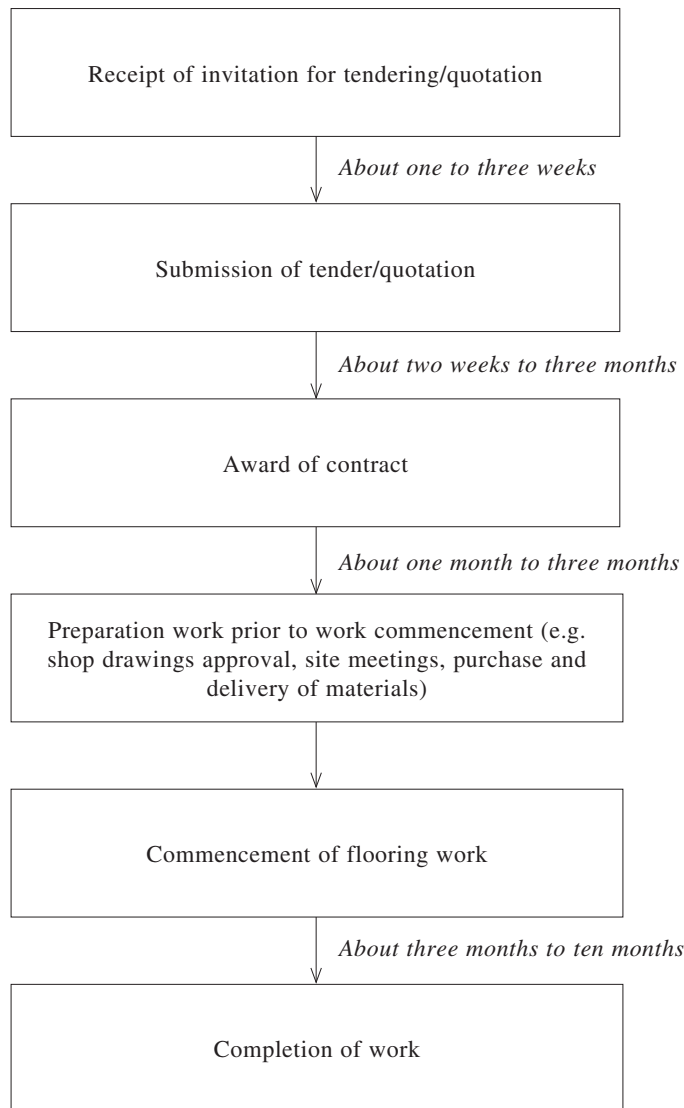 Receipt of invitation for tendering/quotation
About one to three weeks
Submission of tender/quotation
About two weeks to three months
Award of contract
About one month to three months
Preparation work prior to work commencement (e.g.
shop drawings approval, site meetings, purchase and
delivery of materials)
Commencement of flooring work
About three months to ten months
Completion of work